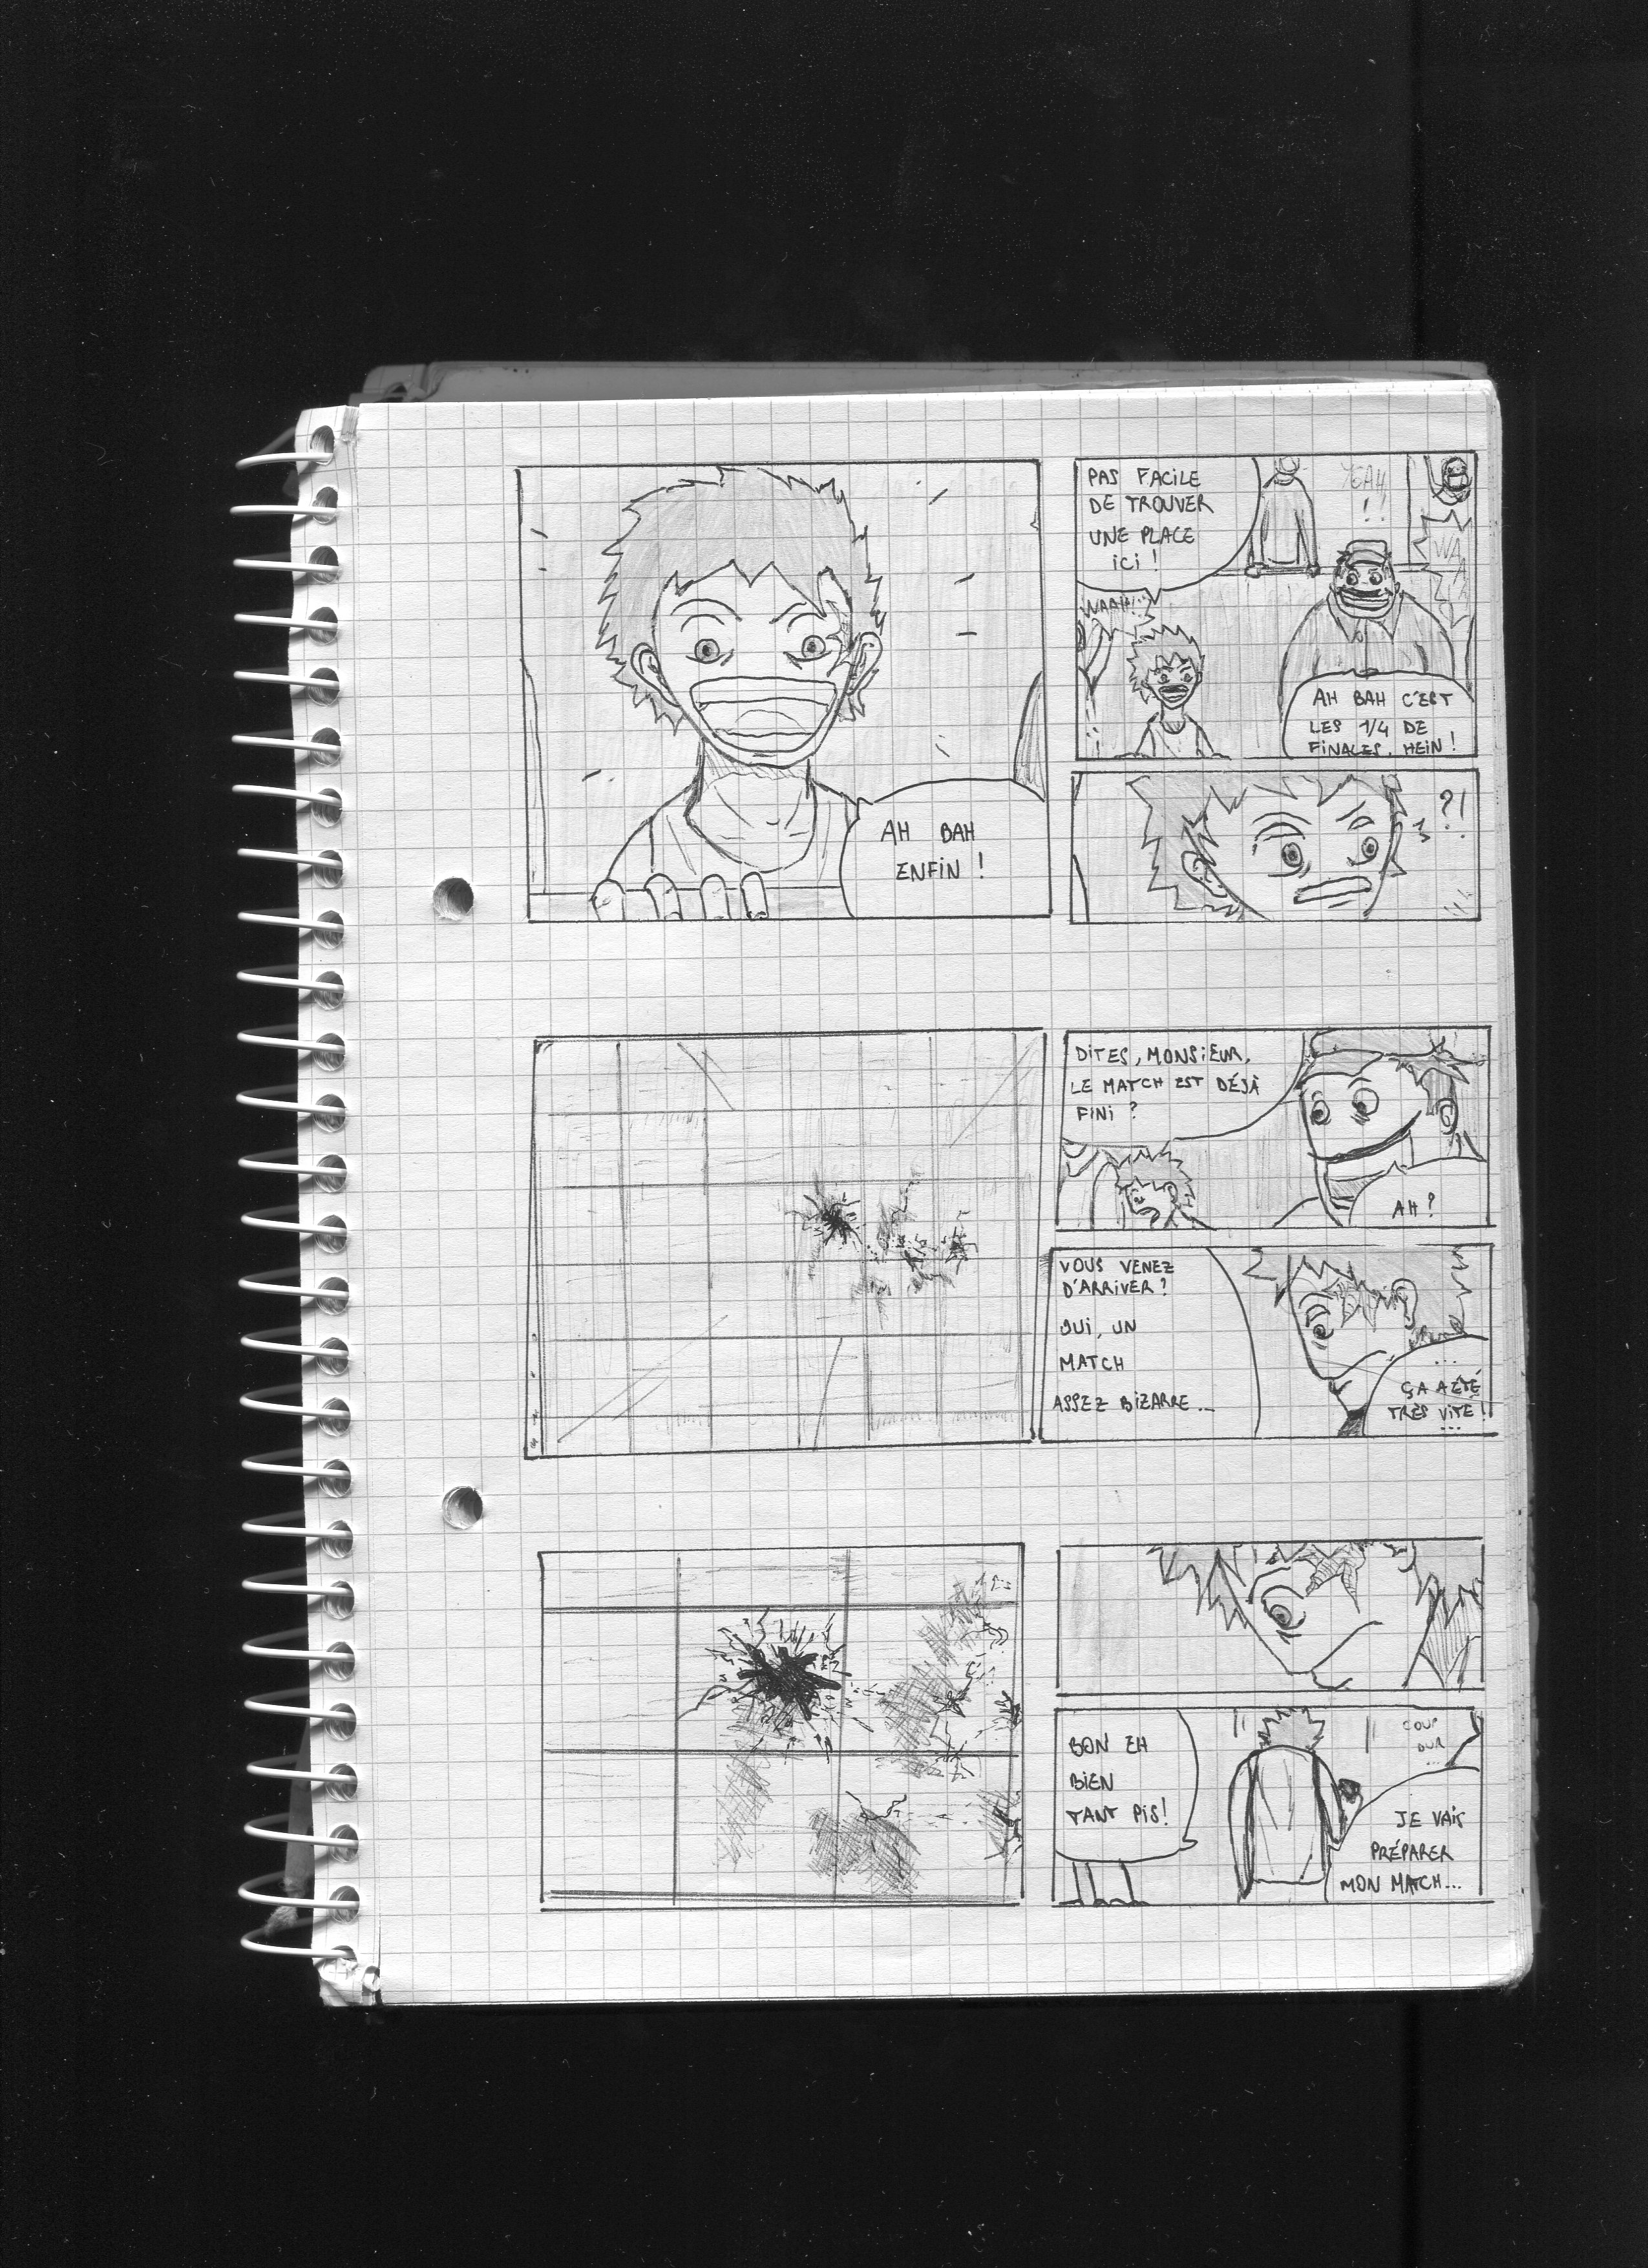 AH BAH
ENFIN !
PAS FACILE
DE TROUVER
UNE PLACE
ici !
YEAH
!!
WAAH!!
AH BAH C'EST
LES 1/4 DE
FINALES, HEIN !
?!
DITES, MONSIEUR,
LE MATCH EST DÉJÀ
FINI ?
AH ?
VOUS VENEZ
D'ARRIVER ?
OUI, UN
MATCH
ASSEZ BIZARRE...
...
ÇA A ÉTÉ
TRÈS VITE !
...
BON EH
BIEN
TANT PIS !
COUP
DUR
...
JE VAIS
PRÉPARER
MON MATCH...